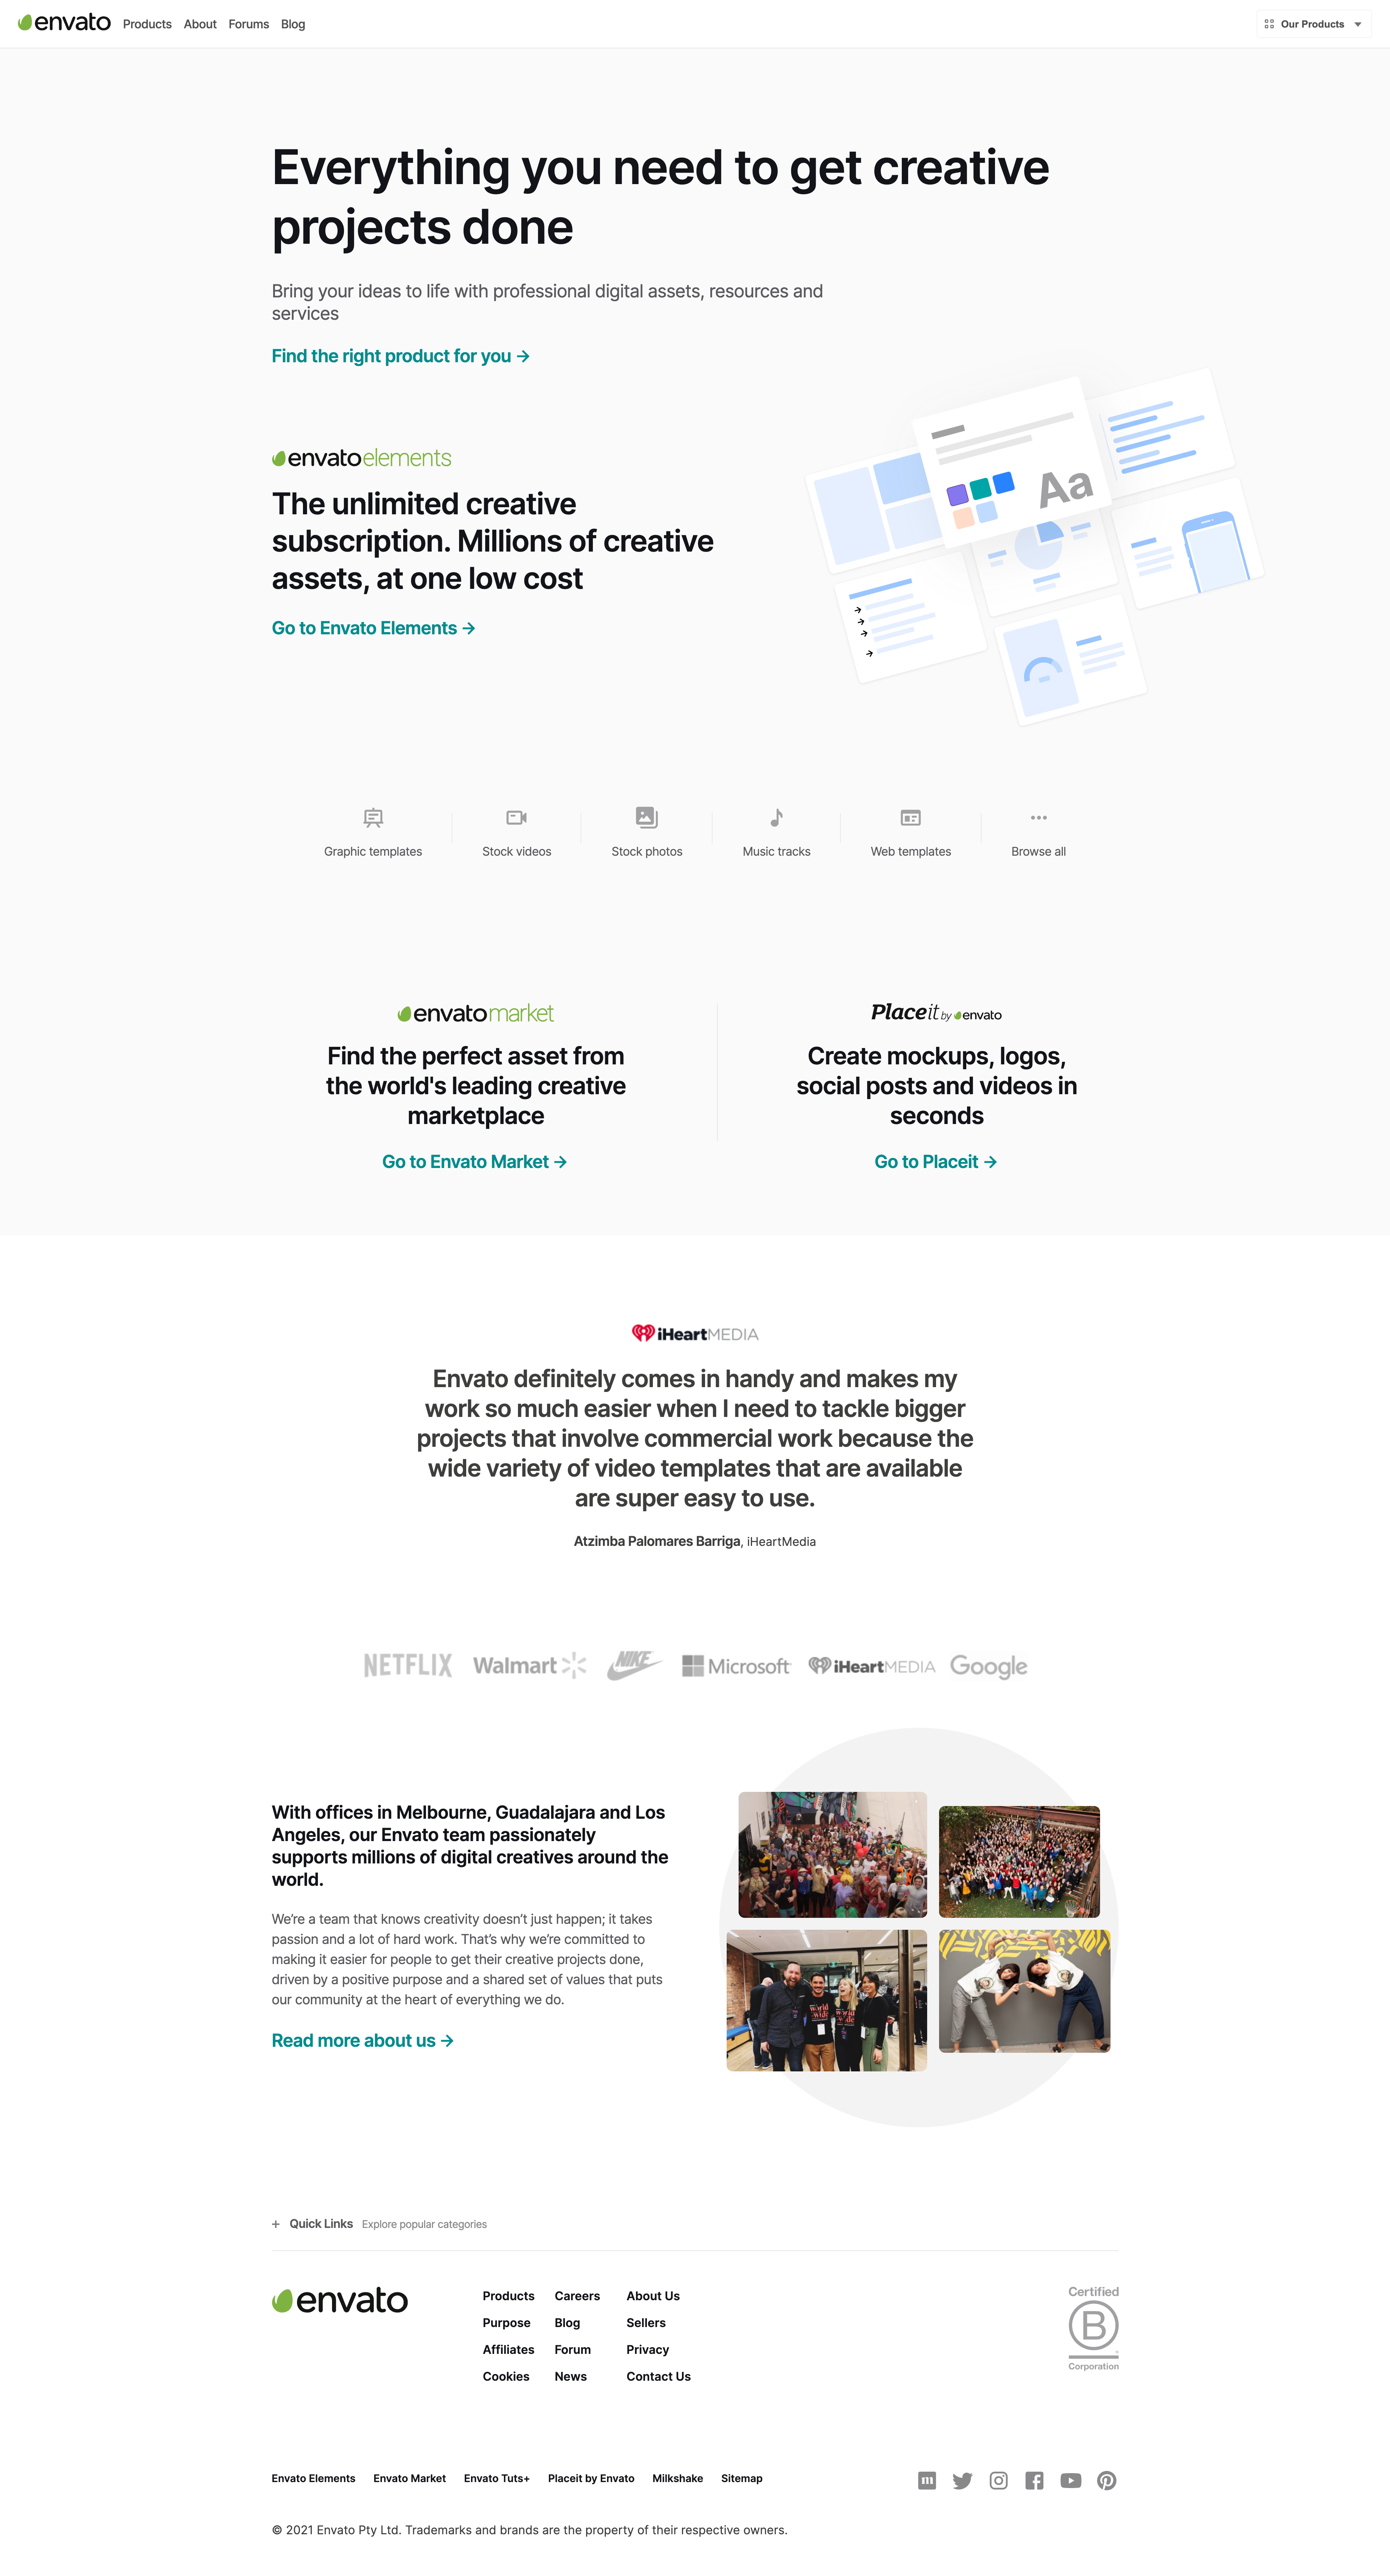 envato Products About Forums Blog
Our Products
Everything you need to get creative
projects done
Bring your ideas to life with professional digital assets, resources and
services
Find the right product for you →
envatoelements
The unlimited creative
subscription. Millions of creative
assets, at one low cost
Go to Envato Elements →
Aa
Graphic templates
Stock videos
Stock photos
Music tracks
Web templates
Browse all
envatomarket
Find the perfect asset from
the world's leading creative
marketplace
Go to Envato Market →
Placeit by envato
Create mockups, logos,
social posts and videos in
seconds
Go to Placeit →
iHeartMEDIA
Envato definitely comes in handy and makes my
work so much easier when I need to tackle bigger
projects that involve commercial work because the
wide variety of video templates that are available
are super easy to use.
Atzimba Palomares Barriga, iHeartMedia
NETFLIX Walmart NIKE Microsoft iHeartMEDIA Google
With offices in Melbourne, Guadalajara and Los
Angeles, our Envato team passionately
supports millions of digital creatives around the
world.
We’re a team that knows creativity doesn’t just happen; it takes
passion and a lot of hard work. That’s why we’re committed to
making it easier for people to get their creative projects done,
driven by a positive purpose and a shared set of values that puts
our community at the heart of everything we do.
Read more about us →
+ Quick Links Explore popular categories
envato
Products Careers About Us
Purpose Blog Sellers
Affiliates Forum Privacy
Cookies News Contact Us
Certified
B
Corporation
Envato Elements Envato Market Envato Tuts+ Placeit by Envato Milkshake Sitemap
© 2021 Envato Pty Ltd. Trademarks and brands are the property of their respective owners.